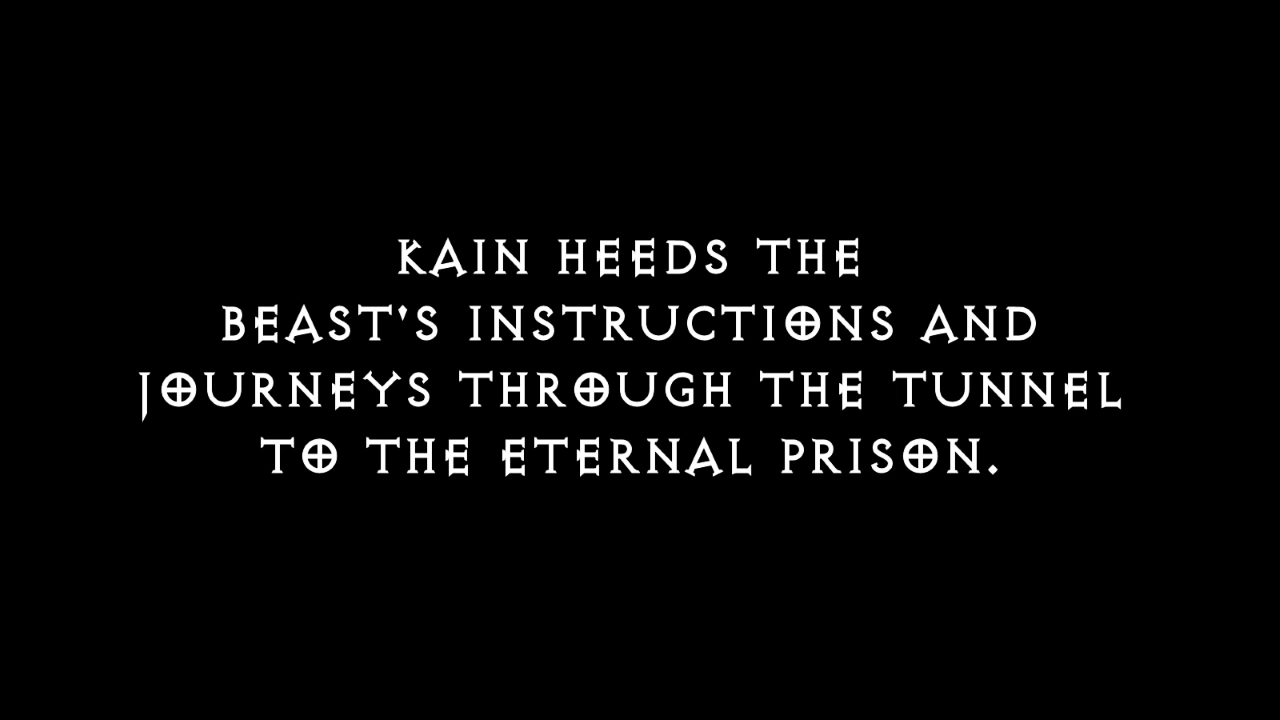 KAIN HEEDS THE
BEAST'S INSTRUCTIONS AND
JOURNEYS THROUGH THE TUNNEL
TO THE ETERNAL PRISON.